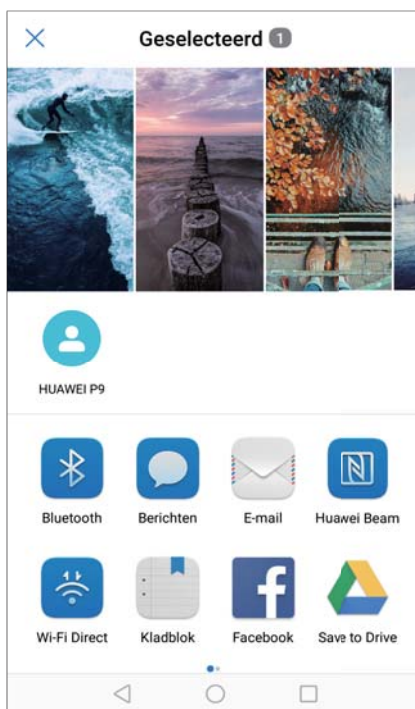 Geselecteerd 1
HUAWEI P9
Bluetooth Berichten E-mail Huawei Beam
Wi-Fi Direct Kladblok Facebook Save to Drive